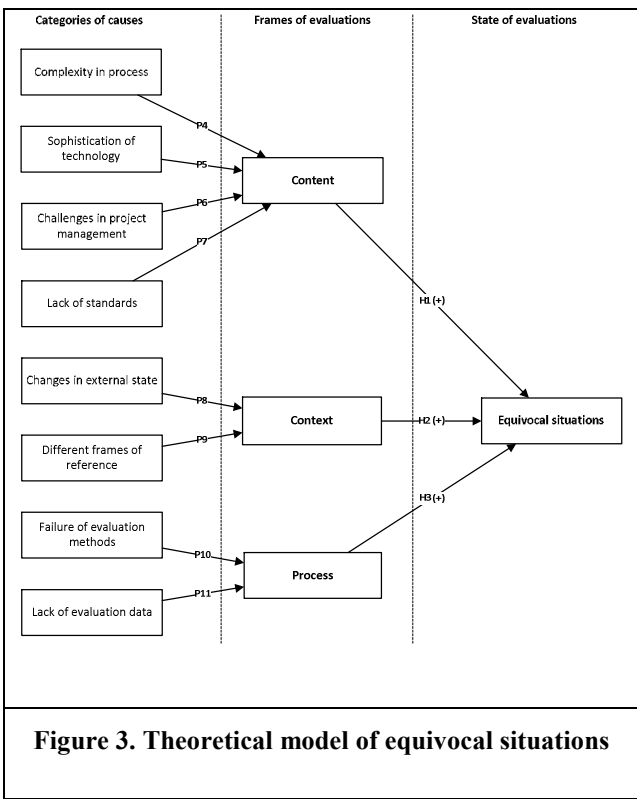 Categories of causes
Frames of evaluations
State of evaluations
Complexity in process
P4
Sophistication of
technology
P5
Content
P6
Challenges in project
management
P7
Lack of standards
H1 (+)
Changes in external state
P8
Context
H2 (+)
Equivocal situations
P9
Different frames of
reference
H3 (+)
Failure of evaluation
methods
P10
Process
P11
Lack of evaluation data
Figure 3. Theoretical model of equivocal situations